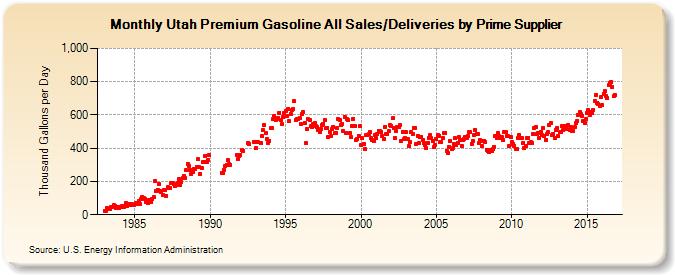 Monthly Utah Premium Gasoline All Sales/Deliveries by Prime Supplier
Thousand Gallons per Day
1,000
800
600
400
200
0
1985 1990 1995 2000 2005 2010 2015
Source: U.S. Energy Information Administration